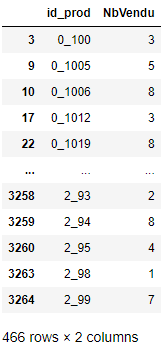 id_prod NbVendu
3 0_100 3
9 0_1005 5
10 0_1006 8
17 0_1012 3
22 0_1019 8
... ... ...
3258 2_93 2
3259 2_94 8
3260 2_95 4
3263 2_98 1
3264 2_99 7
466 rows × 2 columns